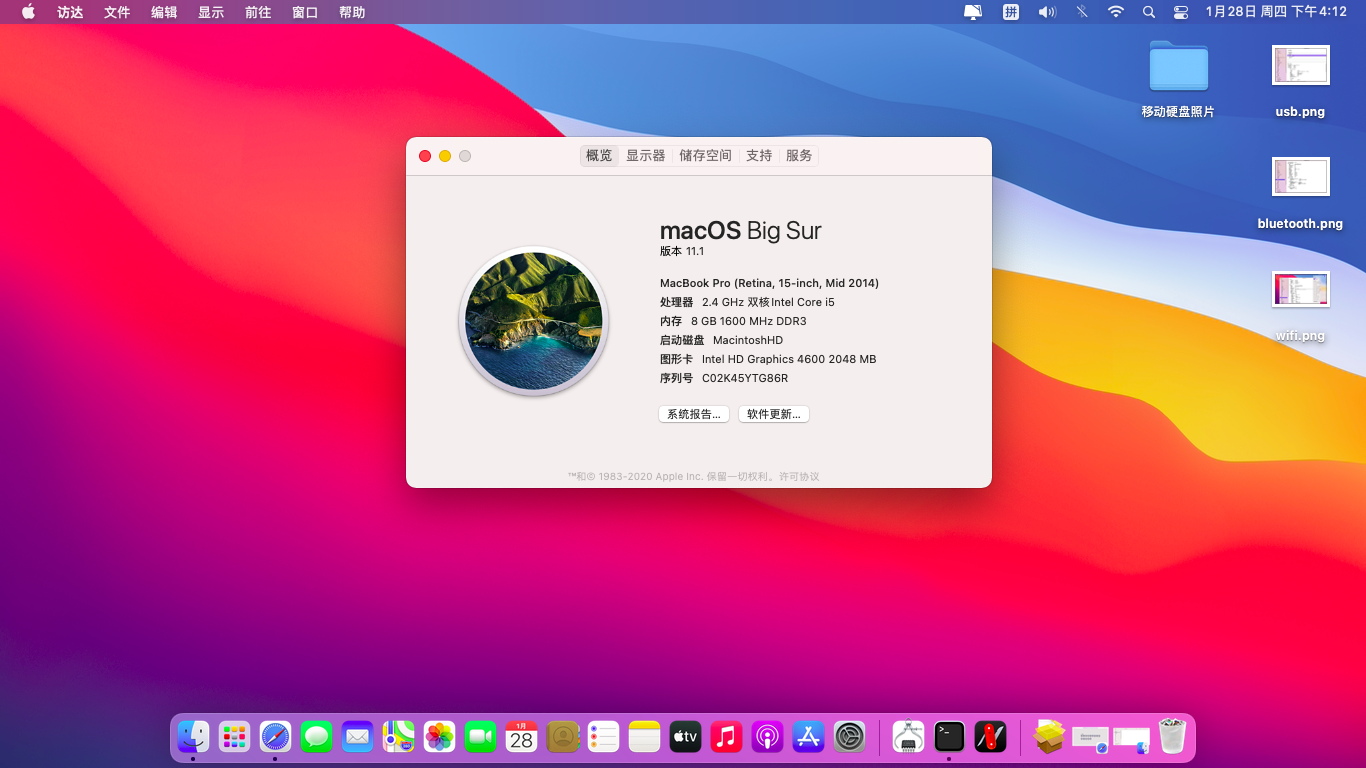 访达 文件 编辑 显示 前往 窗口 帮助 拼 1月28日 周四 下午4:12
移动硬盘照片
usb.png
bluetooth.png
wifi.png
概览 显示器 储存空间 支持 服务
macOS Big Sur
版本 11.1
MacBook Pro (Retina, 15-inch, Mid 2014)
处理器 2.4 GHz 双核Intel Core i5
内存 8 GB 1600 MHz DDR3
启动磁盘 MacintoshHD
图形卡 Intel HD Graphics 4600 2048 MB
序列号 C02K45YTG86R
系统报告... 软件更新...
™和© 1983-2020 Apple Inc. 保留一切权利。许可协议
1月
28
tv
>_